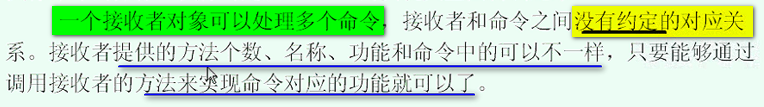 一个接收者对象可以处理多个命令，接收者和命令之间没有约定的对应关
系。接收者提供的方法个数、名称、功能和命令中的可以不一样，只要能够通过
调用接收者的方法来实现命令对应的功能就可以了。